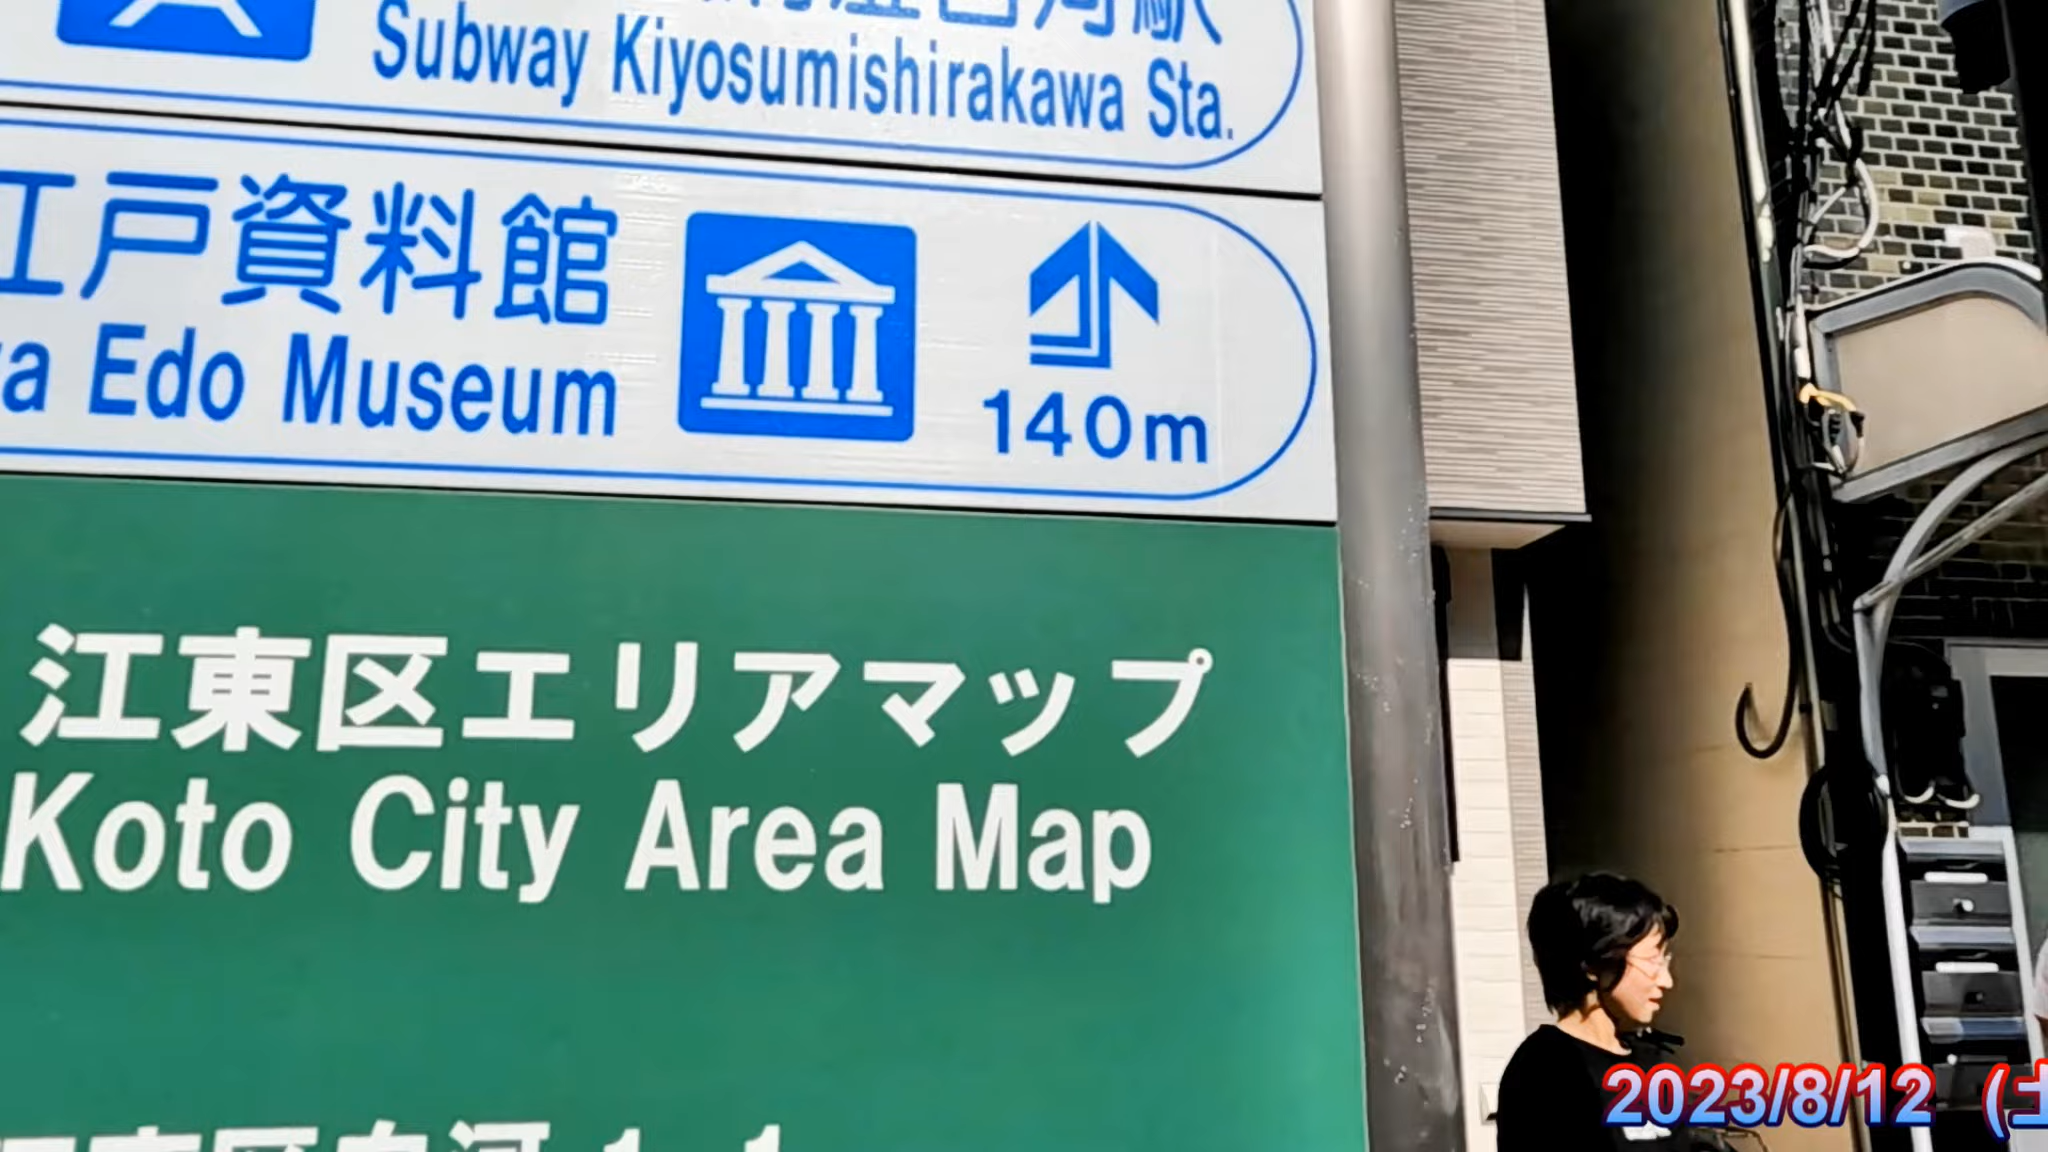 Subway Kiyosumishirakawa Sta.
江戸資料館
Edo Museum
140m
江東区エリアマップ
Koto City Area Map
2023/8/12 (土